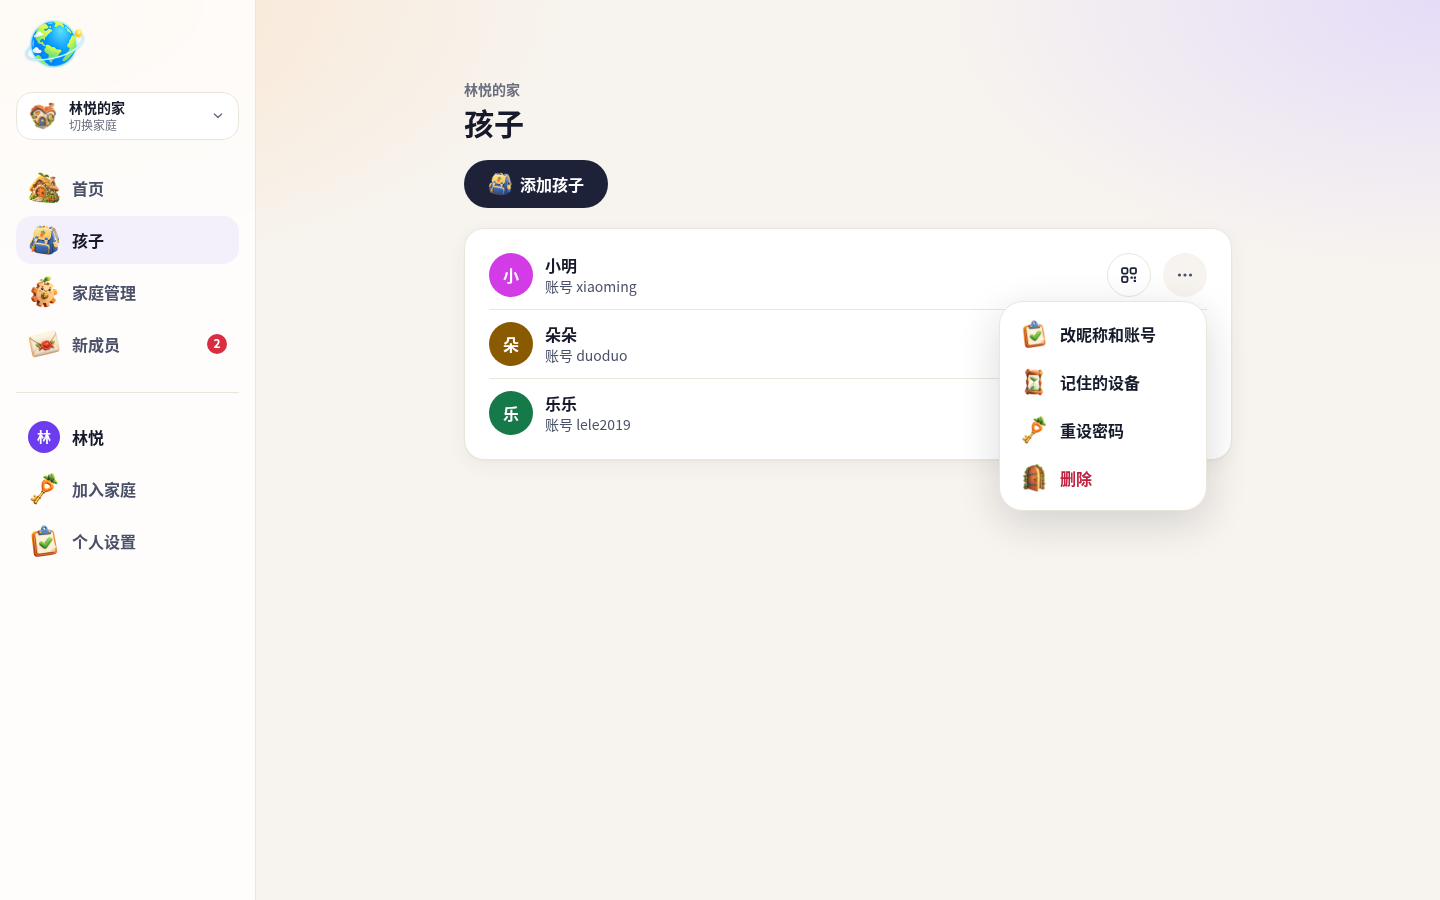 林悦的家
切换家庭
首页
孩子
家庭管理
新成员
2
林
林悦
加入家庭
个人设置
林悦的家
孩子
添加孩子
小
小明
账号 xiaoming
朵
朵朵
账号 duoduo
乐
乐乐
账号 lele2019
改昵称和账号
记住的设备
重设密码
删除